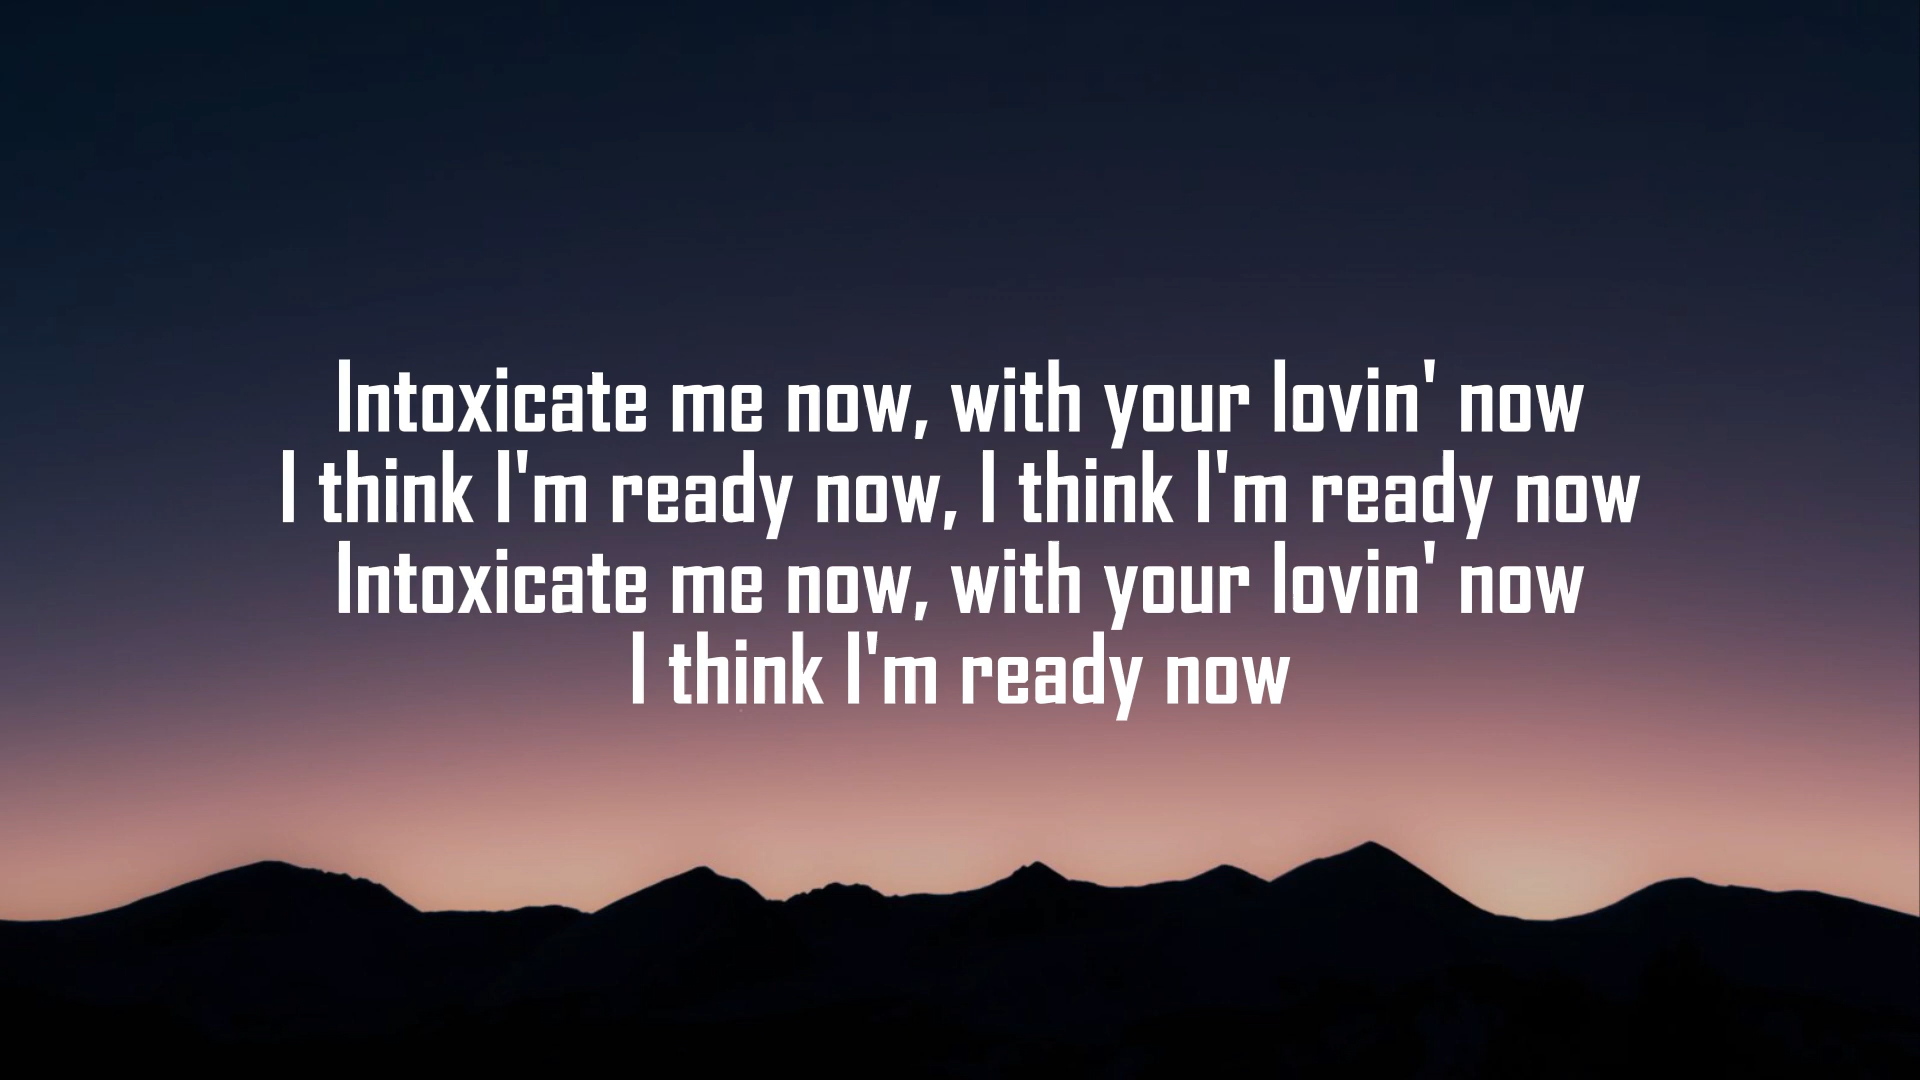 Intoxicate me now, with your lovin' now
I think I'm ready now, I think I'm ready now
Intoxicate me now, with your lovin' now
I think I'm ready now